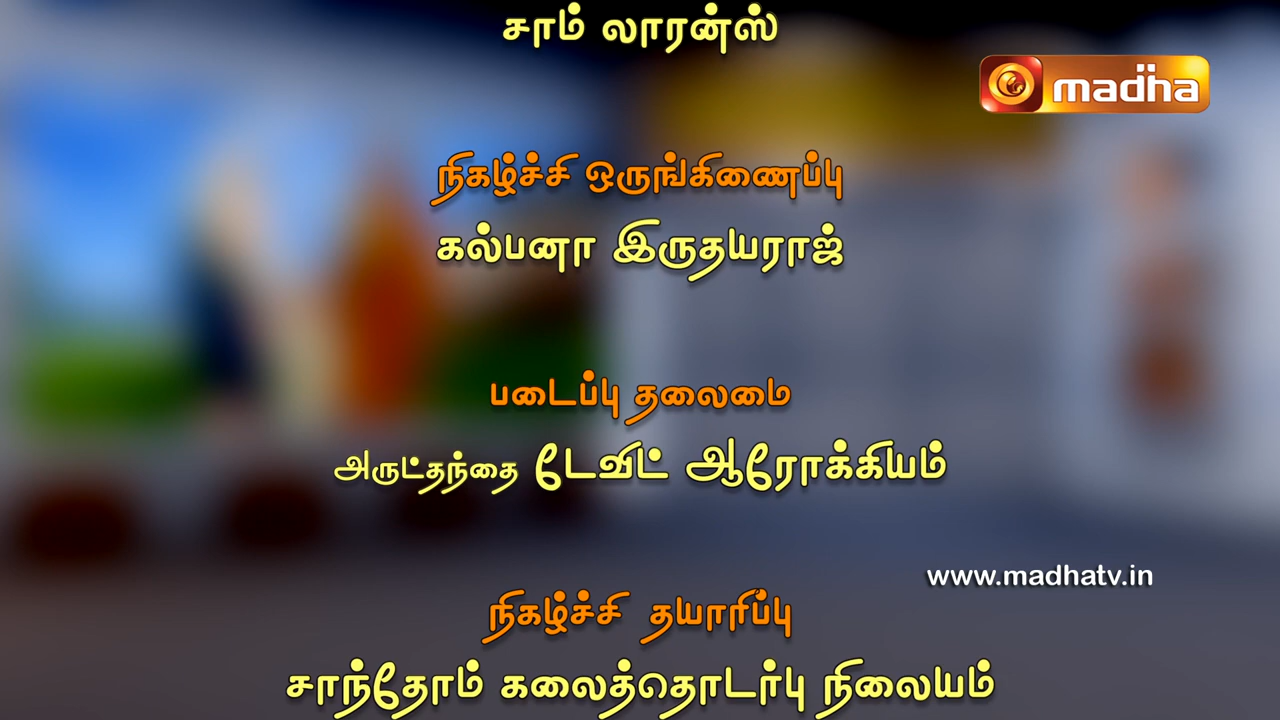 சாம் லாரன்ஸ்
madha
நிகழ்ச்சி ஒருங்கிணைப்பு
கல்பனா இருதயராஜ்
படைப்பு தலைமை
அருட்தந்தை டேவிட் ஆரோக்கியம்
www.madhatv.in
நிகழ்ச்சி தயாரிப்பு
சாந்தோம் கலைத்தொடர்பு நிலையம்